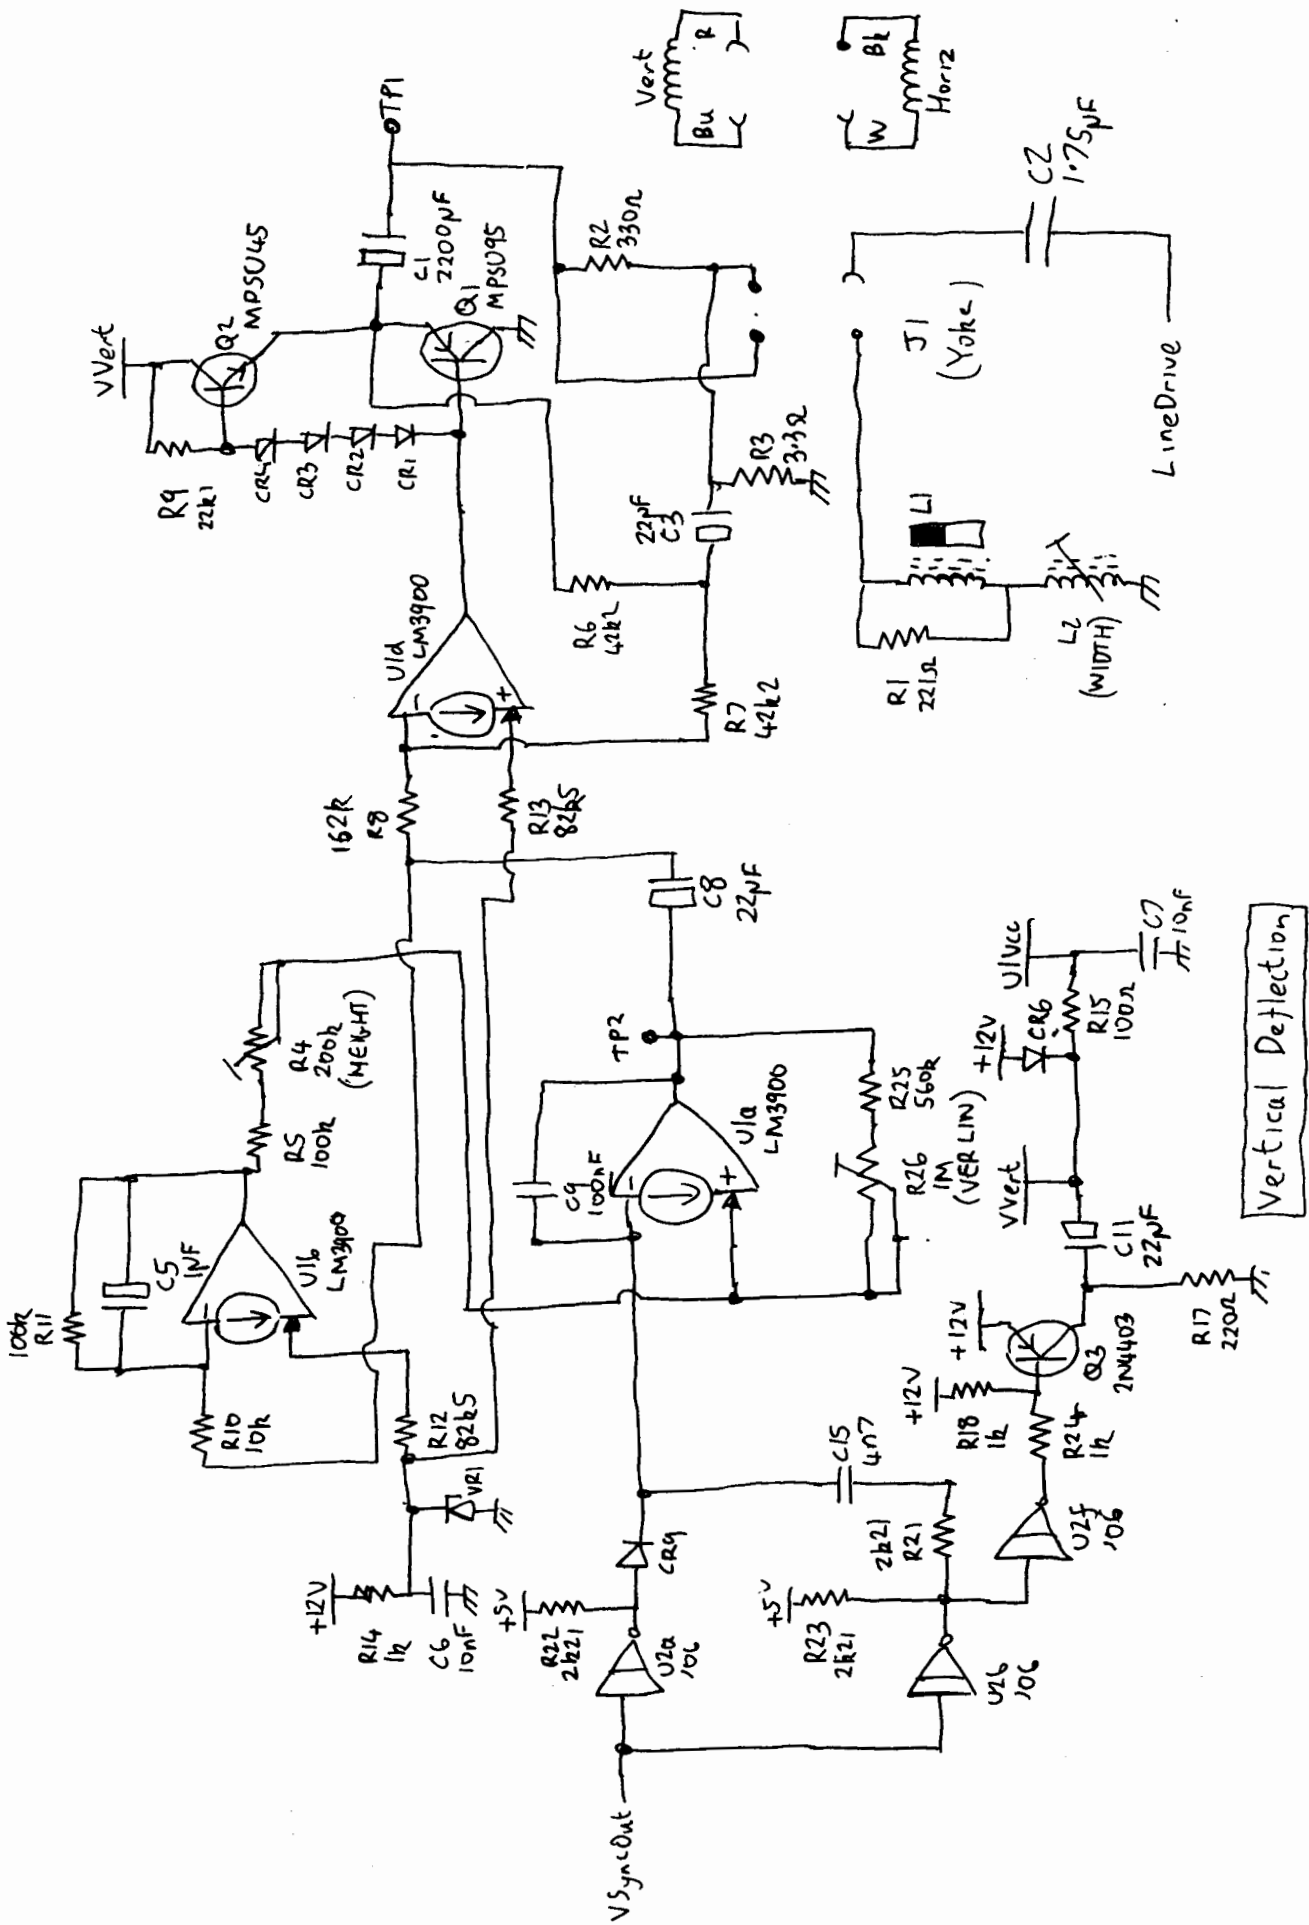 Vert
Bu
R
W
Bk
Horiz
TP1
C1
2200µF
VVert
Q2
MPSU45
Q1
MPSU95
R9
22k1
CR4
CR3
CR2
CR1
R2
330Ω
R3
3.3Ω
22µF
C3
R6
42k2
R7
42k2
U1d
LM3900
-
+
162k
R8
R13
82k5
C8
22µF
J1
(Yoke)
C2
1.75µF
LineDrive
L1
R1
221Ω
L2
(WIDTH)
100k
R11
C5
1µF
U1b
LM3900
-
R5
100k
R4
200k
(HEIGHT)
R10
10k
R12
82k5
VR1
+12V
R14
1k
C6
10nF
TP2
C9
100nF
U1a
LM3900
-
+
R25
560k
R26
1M
(VERLIN)
+5V
R22
2k21
U2a
'06
CR9
C15
4n7
2k21
R21
+5V
R23
2k21
U2b
'06
VSyncOut
U2f
'06
R24
1k
+12V
R18
1k
+12V
Q3
2N4403
R17
220Ω
C11
22µF
VVert
+12V
CR6
R15
100Ω
U1Vcc
C7
10nF
Vertical Deflection